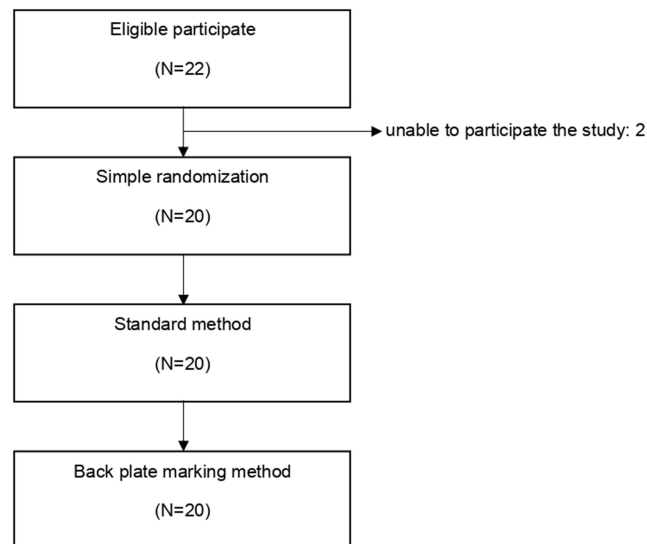 Eligible participate
(N=22)
unable to participate the study: 2
Simple randomization
(N=20)
Standard method
(N=20)
Back plate marking method
(N=20)